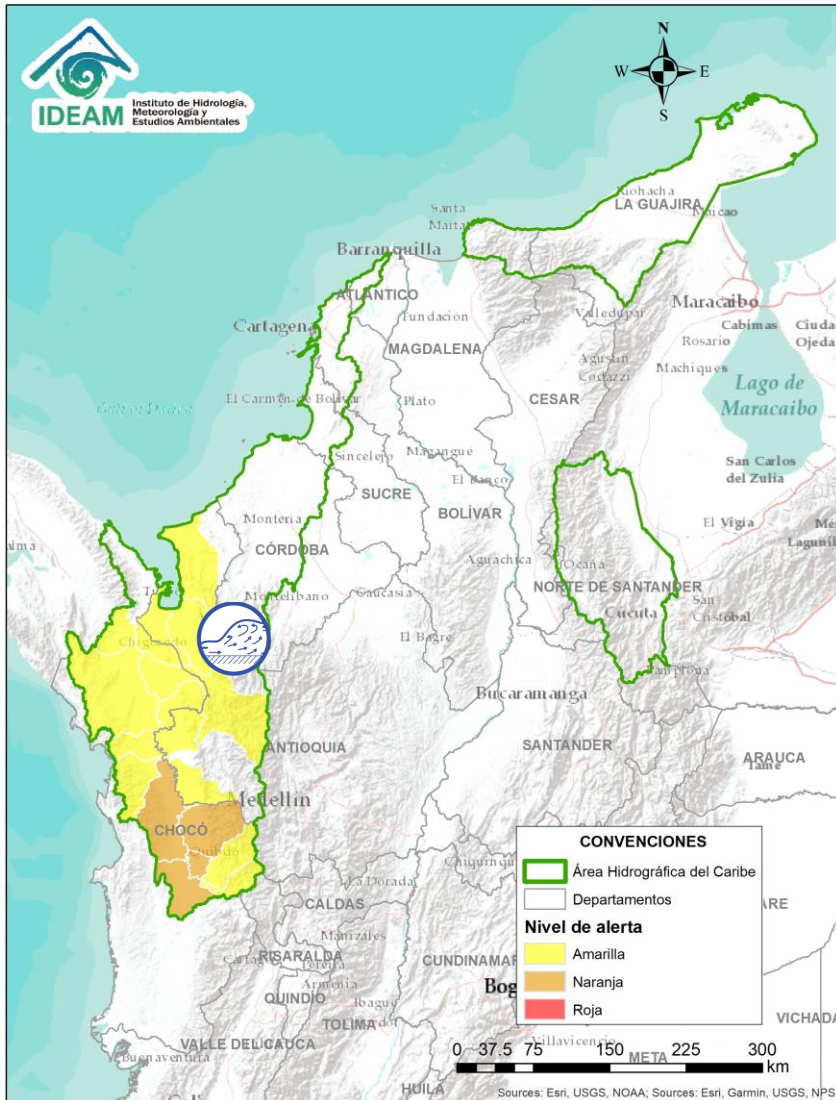 IDEAM
Instituto de Hidrología,
Meteorología y
Estudios Ambientales
N
W
E
S
Riohacha
LA GUAJIRA
Maicao
Santa
Marta
Barranquilla
ATLÁNTICO
Fundación
Cartagena
Valledupar
Maracaibo
Cabimas
Ciudad
Ojeda
Rosario
Machiques
MAGDALENA
Agustín
Codazzi
CESAR
Lago de
Maracaibo
El Carmen de Bolívar
Plato
Sincelejo
Magangué
San Carlos
del Zulia
SUCRE
El Banco
BOLÍVAR
Montería
CÓRDOBA
El Vigía
Aguachica
Ocaña
Montelibano
Caucasia
NORTE DE SANTANDER
Cúcuta
San
Cristóbal
Chigorodó
El Bagre
Pamplona
Bucaramanga
ANTIOQUIA
SANTANDER
ARAUCA
Tame
Medellín
CHOCÓ
Quibdó
La Dorada
CALDAS
Manizales
RISARALDA
Pereira
Armenia
QUINDÍO
Ibagué
TOLIMA
CUNDINAMAR
Bog
VALLE DEL CAUCA
Buenaventura
Villavicencio
META
VICHADA
HUILA
CONVENCIONES
Área Hidrográfica del Caribe
Departamentos
Nivel de alerta
Amarilla
Naranja
Roja
0 37.5 75 150 225 300
km
Sources: Esri, USGS, NOAA; Sources: Esri, Garmin, USGS, NPS